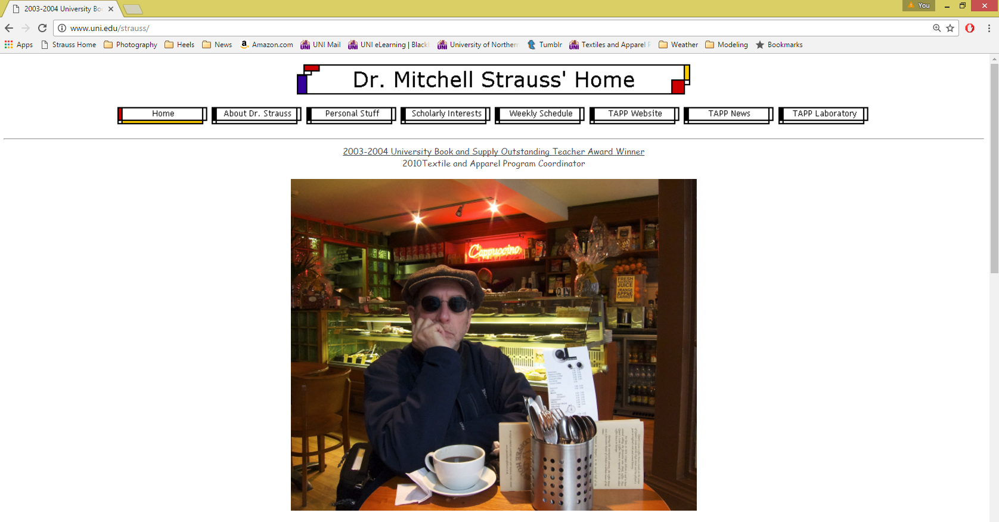 2003-2004 University Bo
You
www.uni.edu/strauss/
Apps Strauss Home Photography Heels News Amazon.com UNI Mail UNI eLearning | Black University of Northern Tumblr Textiles and Apparel P Weather Modeling Bookmarks
Dr. Mitchell Strauss' Home
Home About Dr. Strauss Personal Stuff Scholarly Interests Weekly Schedule TAPP Website TAPP News TAPP Laboratory
2003-2004 University Book and Supply Outstanding Teacher Award Winner
2010Textile and Apparel Program Coordinator
Cappuccino
FRESH
JUICE
ORANGE
APPLE
CARROT